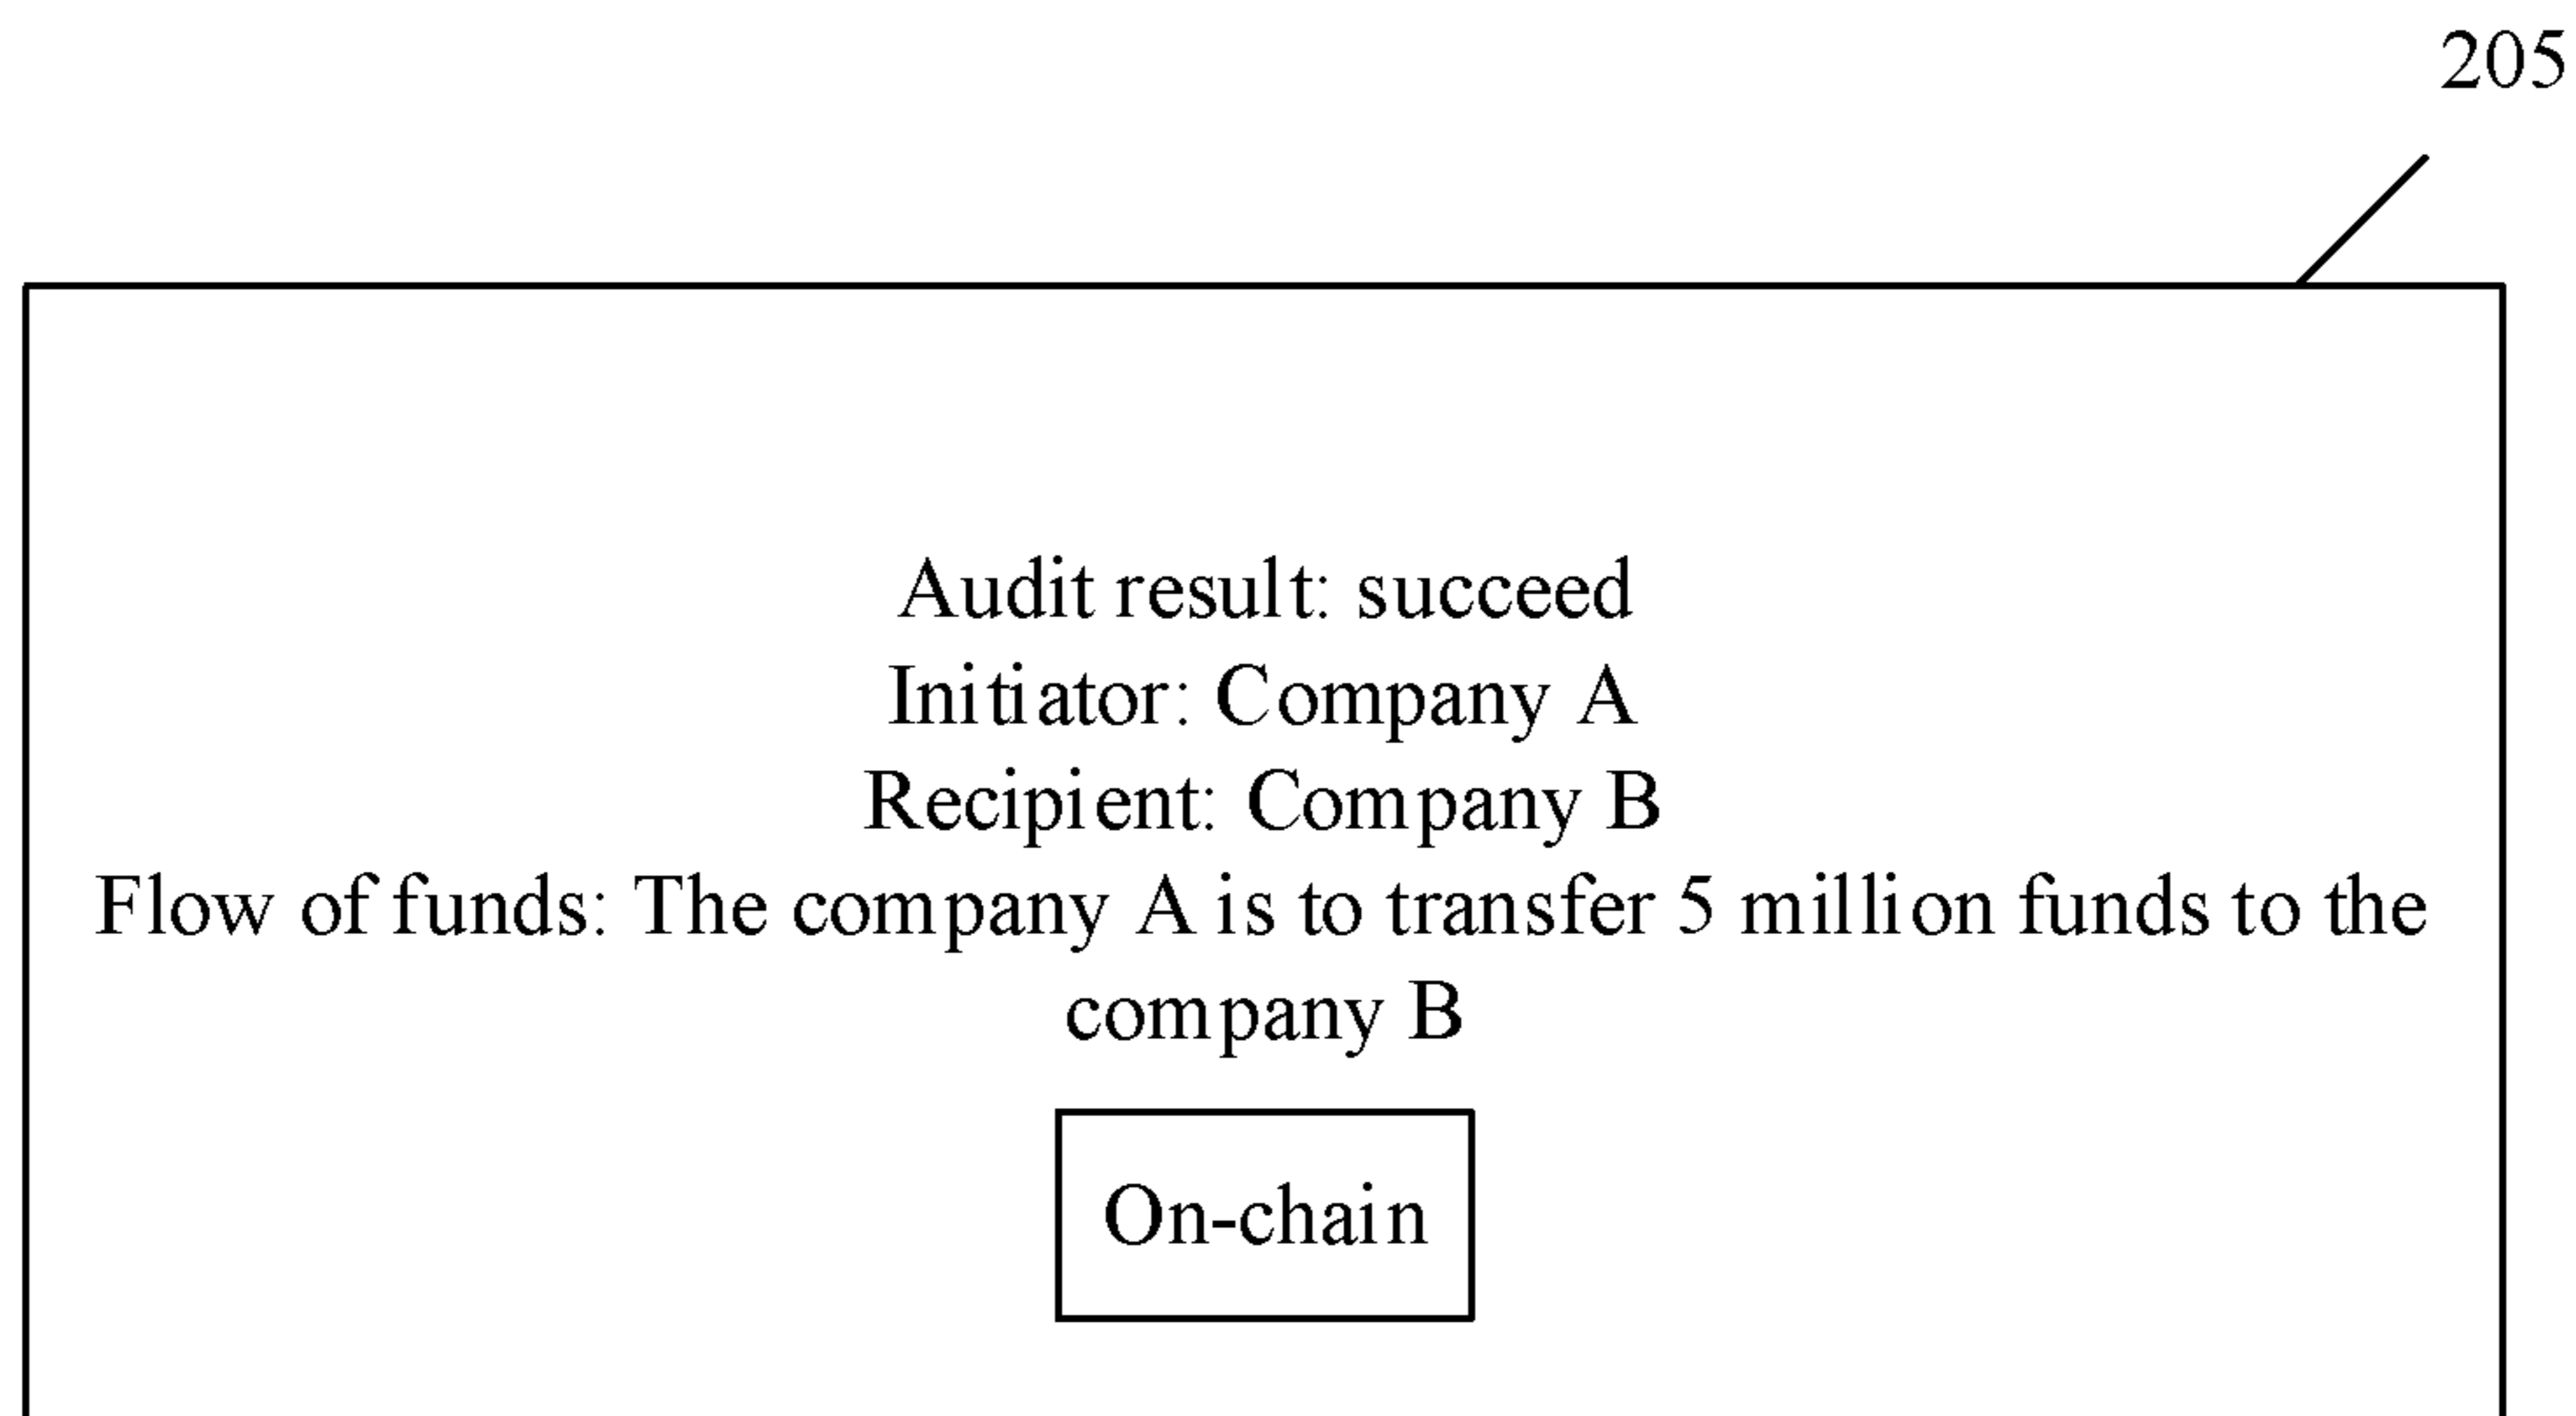 205
Audit result: succeed
Initiator: Company A
Recipient: Company B
Flow of funds: The company A is to transfer 5 million funds to the
company B
On-chain